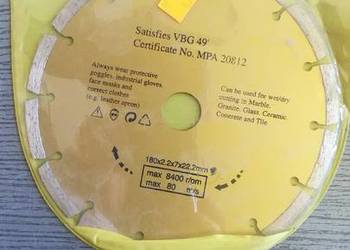 Satisfies VBG 49
Certificate No. MPA 20812
Always wear protective
goggles, industrial gloves,
face masks and
correct clothes
(e.g. leather apron)
Can be used for wet/dry
running in Marble,
Granite, Glass, Ceramic,
Concrete and Tile
180x2.2x7x22.2mm
max 8400 r/om
max 80 m/s